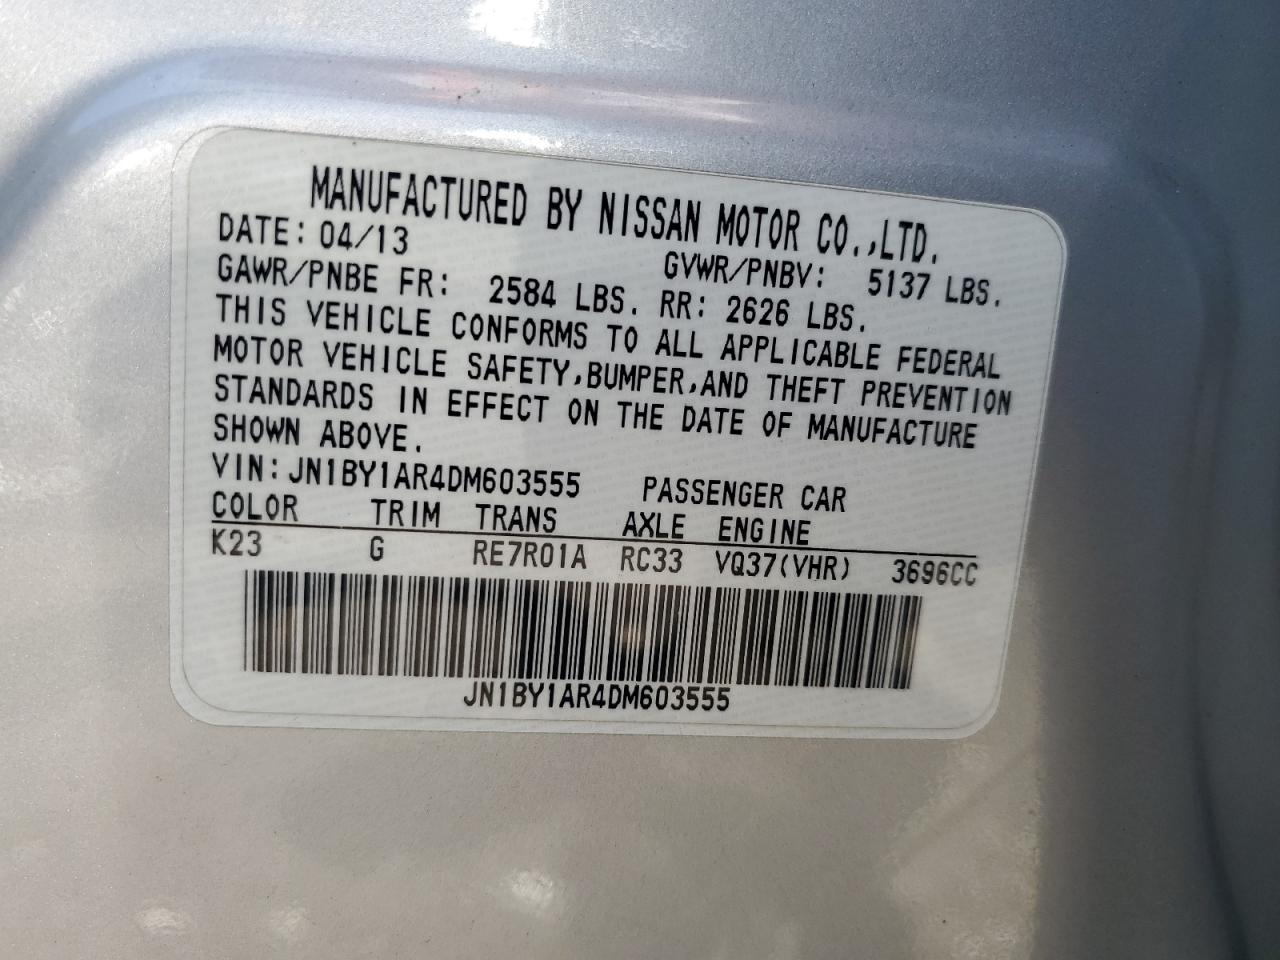 MANUFACTURED BY NISSAN MOTOR CO.,LTD.
DATE: 04/13 GVWR/PNBV: 5137 LBS.
GAWR/PNBE FR: 2584 LBS. RR: 2626 LBS.
THIS VEHICLE CONFORMS TO ALL APPLICABLE FEDERAL
MOTOR VEHICLE SAFETY,BUMPER,AND THEFT PREVENTION
STANDARDS IN EFFECT ON THE DATE OF MANUFACTURE
SHOWN ABOVE.
VIN: JN1BY1AR4DM603555 PASSENGER CAR
COLOR TRIM TRANS AXLE ENGINE
K23 G RE7R01A RC33 VQ37(VHR) 3696CC
JN1BY1AR4DM603555